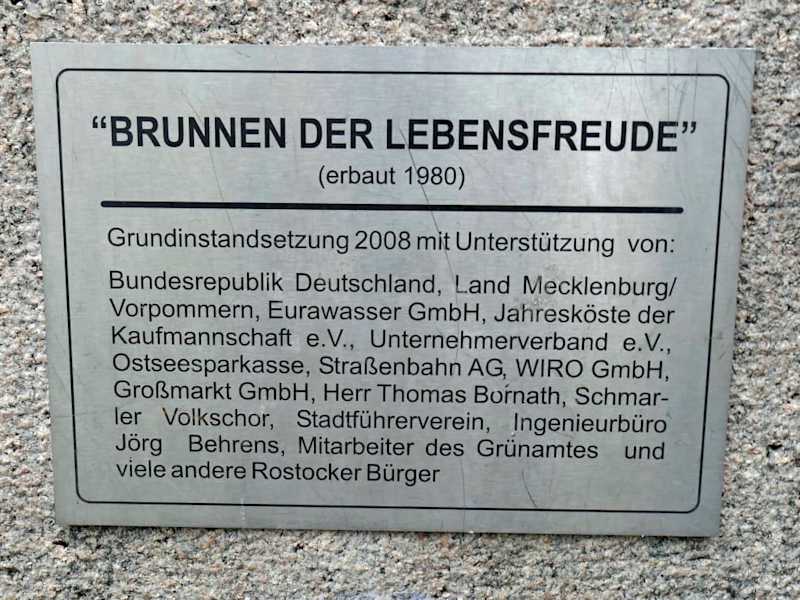 “BRUNNEN DER LEBENSFREUDE”
(erbaut 1980)
Grundinstandsetzung 2008 mit Unterstützung von:
Bundesrepublik Deutschland, Land Mecklenburg/
Vorpommern, Eurawasser GmbH, Jahresköste der
Kaufmannschaft e.V., Unternehmerverband e.V.,
Ostseesparkasse, Straßenbahn AG, WIRO GmbH,
Großmarkt GmbH, Herr Thomas Bornath, Schmar-
ler Volkschor, Stadtführerverein, Ingenieurbüro
Jörg Behrens, Mitarbeiter des Grünamtes und
viele andere Rostocker Bürger